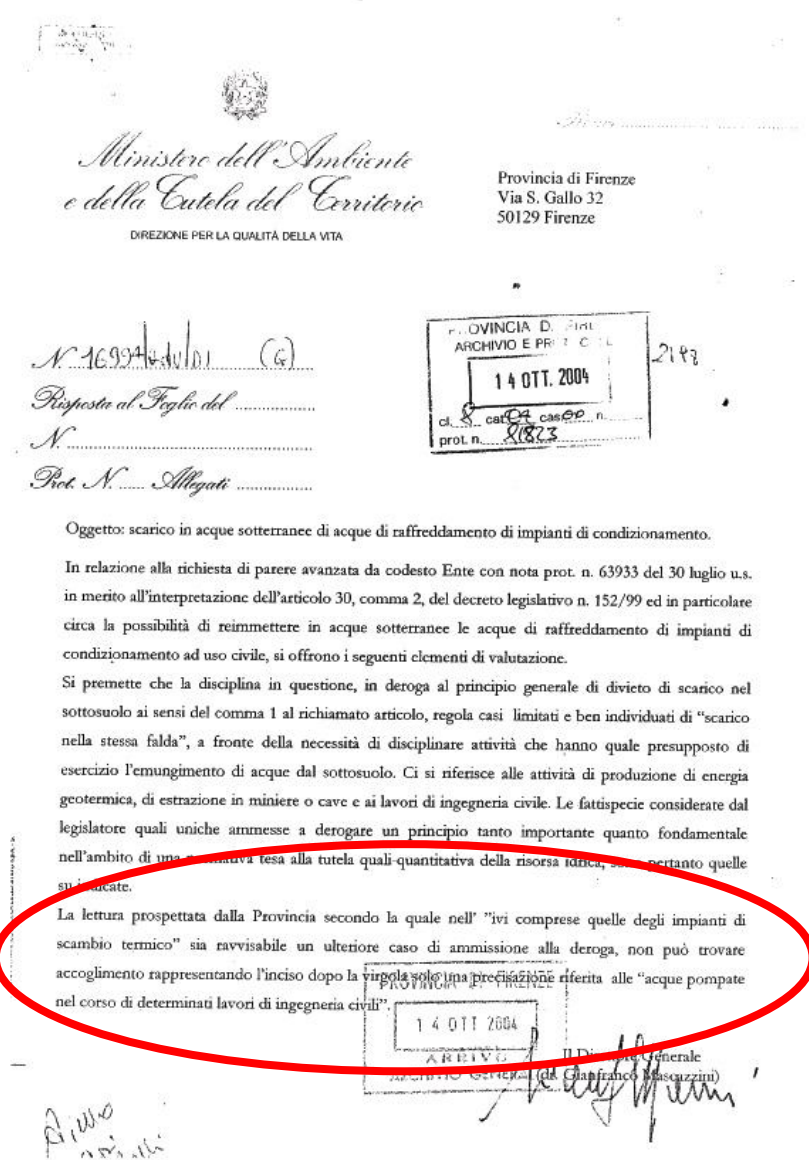 Ministero dell'Ambiente
e della Tutela del Territorio
DIREZIONE PER LA QUALITÀ DELLA VITA
Provincia di Firenze
Via S. Gallo 32
50129 Firenze
N. (G)
Risposta al Foglio del
N.
Prot. N. Allegati
ARCHIVIO E
14 OTT. 2004
cl. 8 cat.
prot. n. 81823
Oggetto: scarico in acque sotterranee di acque di raffreddamento di impianti di condizionamento.
In relazione alla richiesta di parere avanzata da codesto Ente con nota prot. n. 63933 del 30 luglio u.s.
in merito all'interpretazione dell'articolo 30, comma 2, del decreto legislativo n. 152/99 ed in particolare
circa la possibilità di reimmettere in acque sotterranee le acque di raffreddamento di impianti di
condizionamento ad uso civile, si offrono i seguenti elementi di valutazione.
Si premette che la disciplina in questione, in deroga al principio generale di divieto di scarico nel
sottosuolo ai sensi del comma 1 al richiamato articolo, regola casi limitati e ben individuati di "scarico
nella stessa falda", a fronte della necessità di disciplinare attività che hanno quale presupposto di
esercizio l'emungimento di acque dal sottosuolo. Ci si riferisce alle attività di produzione di energia
geotermica, di estrazione in miniere o cave e ai lavori di ingegneria civile. Le fattispecie considerate dal
legislatore quali uniche ammesse a derogare un principio tanto importante quanto fondamentale
nell'ambito di una normativa tesa alla tutela quali-quantitativa della risorsa idrica, sono pertanto quelle
su indicate.
La lettura prospettata dalla Provincia secondo la quale nell' "ivi comprese quelle degli impianti di
scambio termico" sia ravvisabile un ulteriore caso di ammissione alla deroga, non può trovare
accoglimento rappresentando l'inciso dopo la virgola solo una precisazione riferita alle "acque pompate
nel corso di determinati lavori di ingegneria civili".
PROVINCIA DI FIRENZE
14 OTT 2004
ARRIVO
ARCHIVIO GENERALE
Il Direttore Generale
(dr. Gianfranco Mascazzini)